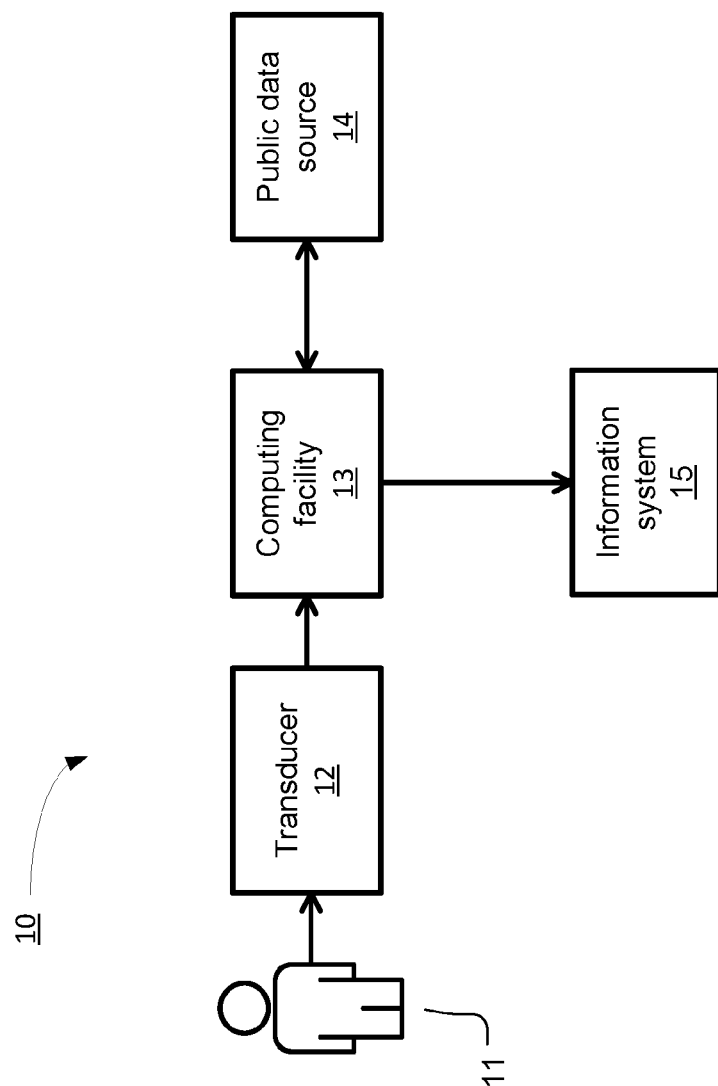 10
11
Transducer
12
Computing
facility
13
Public data
source
14
Information
system
15